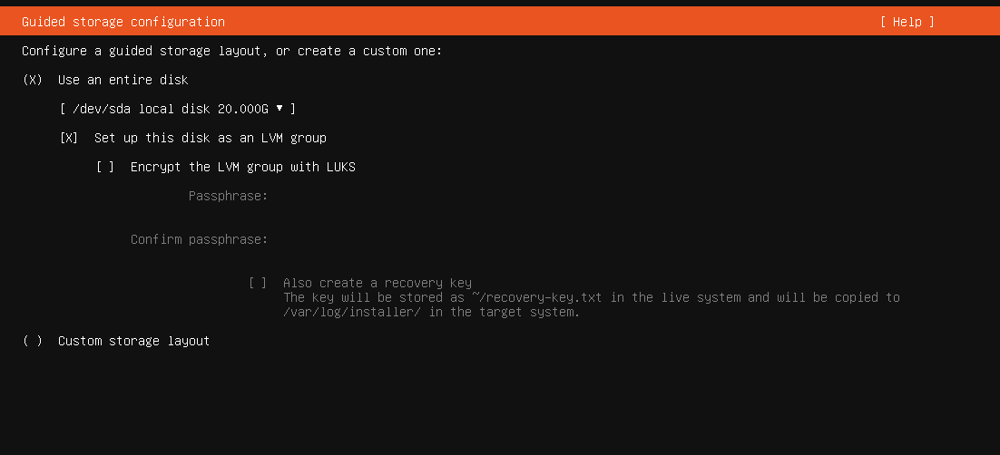 Guided storage configuration [ Help ]
Configure a guided storage layout, or create a custom one:
(X) Use an entire disk
[ /dev/sda local disk 20.000G ▾ ]
[X] Set up this disk as an LVM group
[ ] Encrypt the LVM group with LUKS
Passphrase:
Confirm passphrase:
[ ] Also create a recovery key
The key will be stored as ~/recovery-key.txt in the live system and will be copied to
/var/log/installer/ in the target system.
( ) Custom storage layout